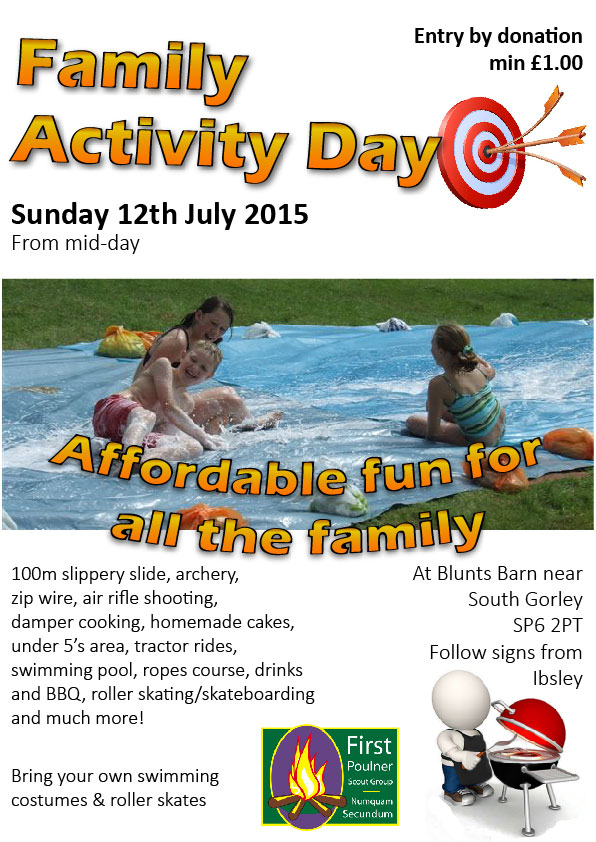 Family
Activity Day
Entry by donation
min £1.00
Sunday 12th July 2015
From mid-day
Affordable fun for
all the family
100m slippery slide, archery,
zip wire, air rifle shooting,
damper cooking, homemade cakes,
under 5’s area, tractor rides,
swimming pool, ropes course, drinks
and BBQ, roller skating/skateboarding
and much more!
Bring your own swimming
costumes & roller skates
At Blunts Barn near
South Gorley
SP6 2PT
Follow signs from
Ibsley
First
Poulner
Scout Group
Numquam
Secundum